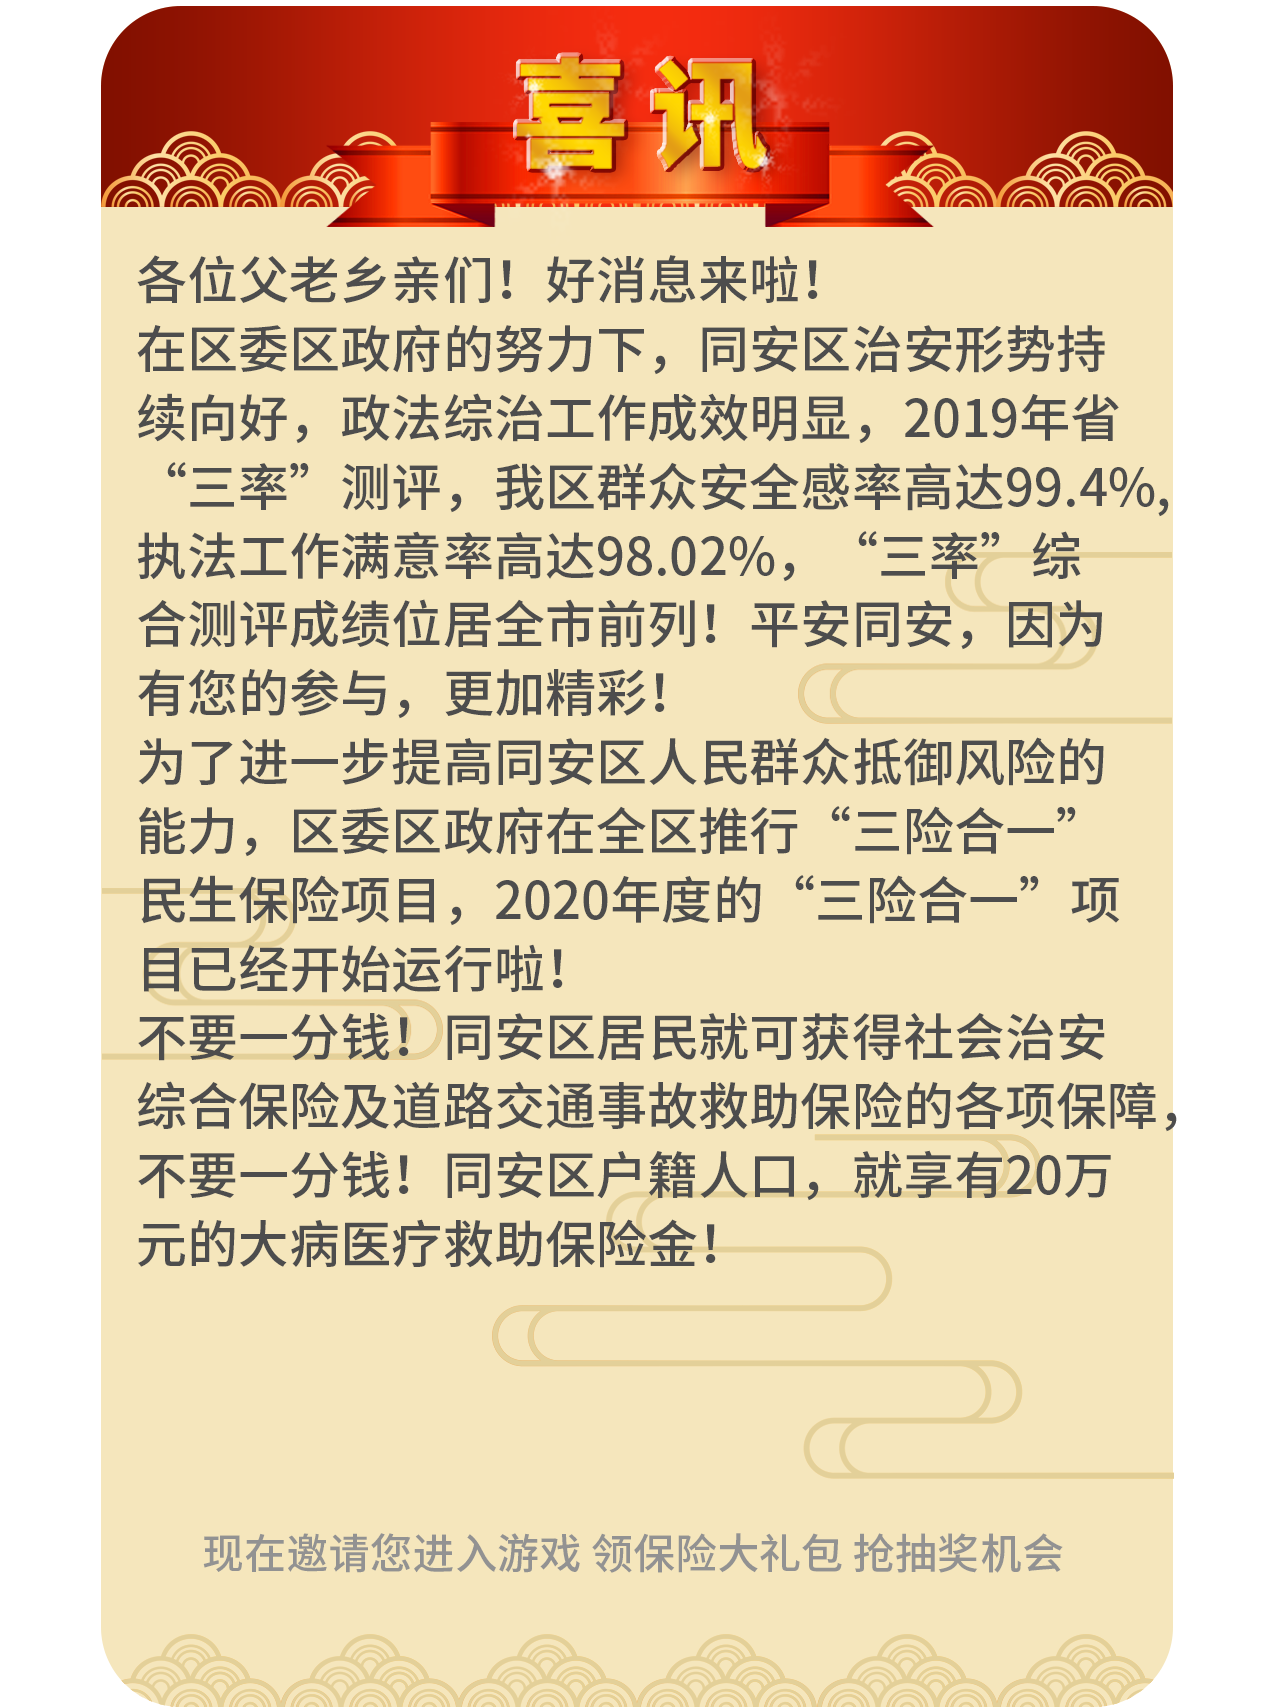 喜讯
各位父老乡亲们！好消息来啦！
在区委区政府的努力下，同安区治安形势持
续向好，政法综治工作成效明显，2019年省
“三率”测评，我区群众安全感率高达99.4%,
执法工作满意率高达98.02%，“三率”综
合测评成绩位居全市前列！平安同安，因为
有您的参与，更加精彩！
为了进一步提高同安区人民群众抵御风险的
能力，区委区政府在全区推行“三险合一”
民生保险项目，2020年度的“三险合一”项
目已经开始运行啦！
不要一分钱！同安区居民就可获得社会治安
综合保险及道路交通事故救助保险的各项保障，
不要一分钱！同安区户籍人口，就享有20万
元的大病医疗救助保险金！
现在邀请您进入游戏 领保险大礼包 抢抽奖机会